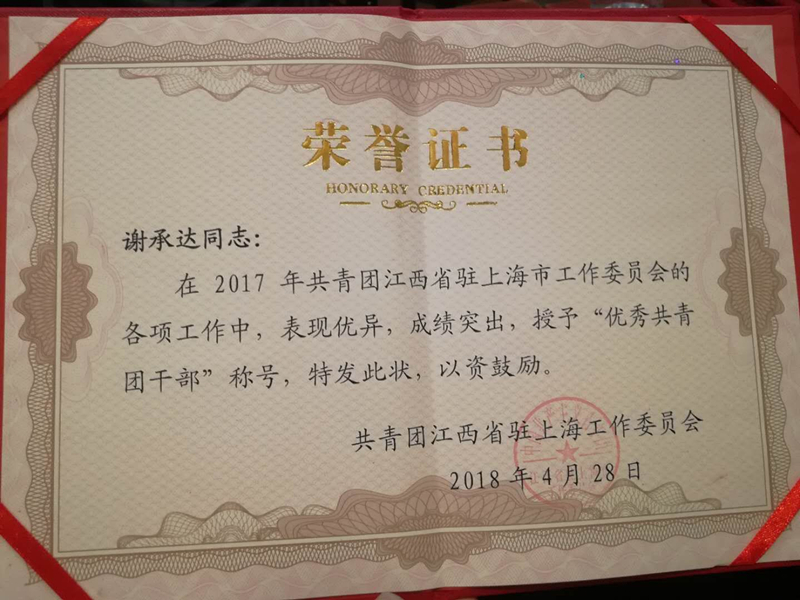 荣誉证书
HONORARY CREDENTIAL
谢承达同志：
在 2017 年共青团江西省驻上海市工作委员会的
各项工作中，表现优异，成绩突出，授予“优秀共青
团干部”称号，特发此状，以资鼓励。
共青团江西省驻上海工作委员会
2018 年 4 月 28 日